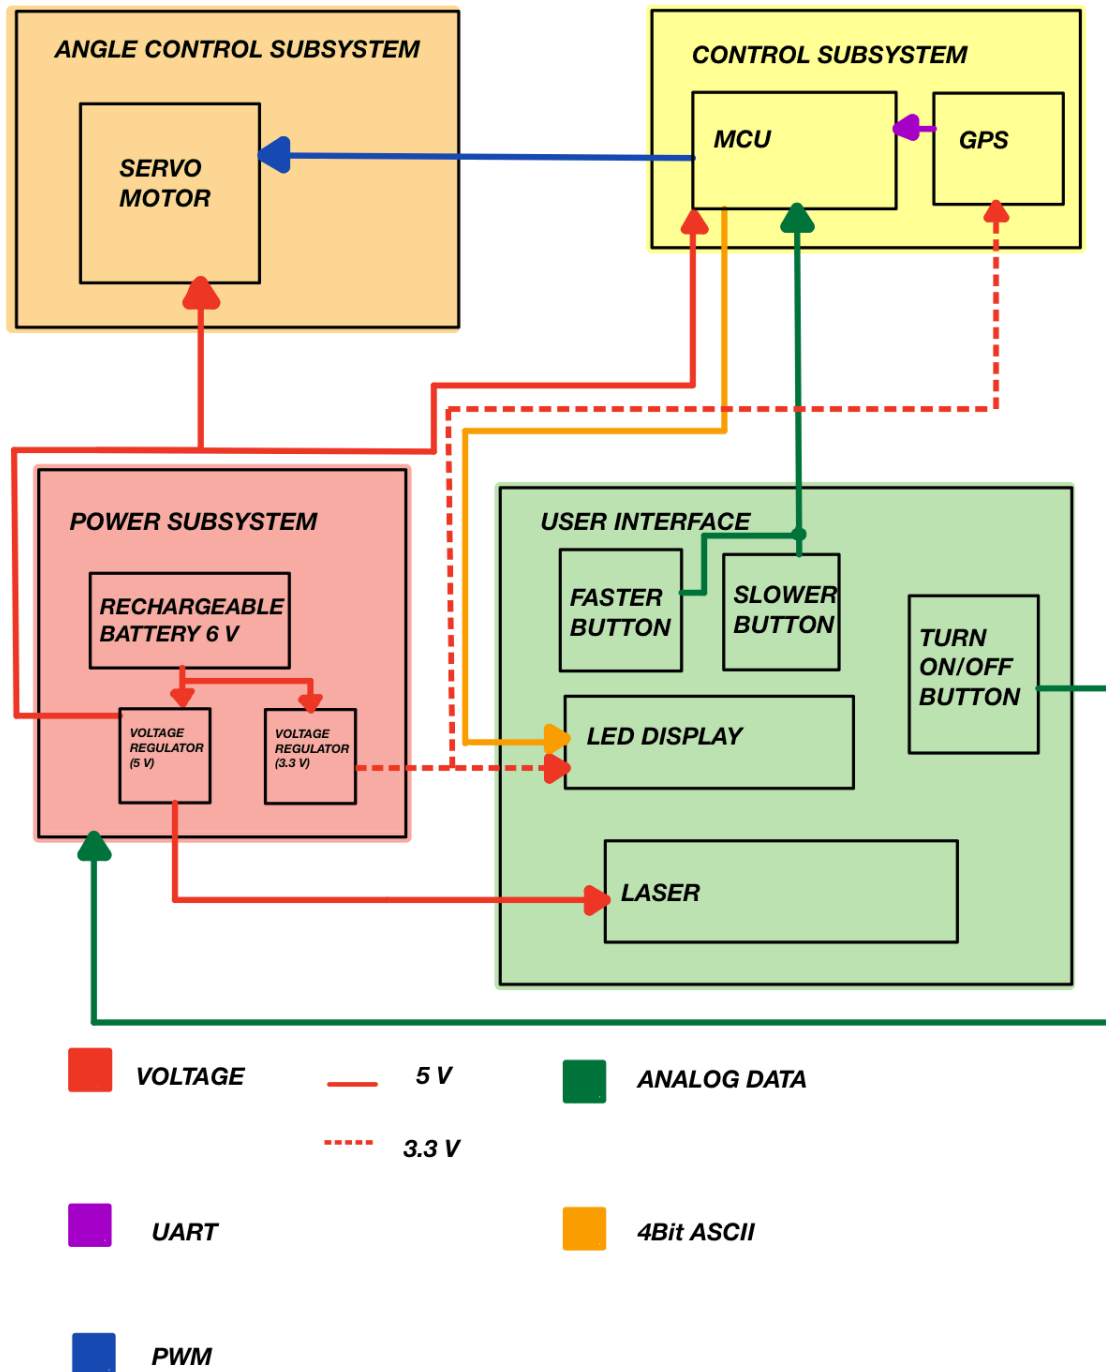 ANGLE CONTROL SUBSYSTEM
SERVO
MOTOR
CONTROL SUBSYSTEM
MCU
GPS
POWER SUBSYSTEM
RECHARGEABLE
BATTERY 6 V
VOLTAGE
REGULATOR
(5 V)
VOLTAGE
REGULATOR
(3.3 V)
USER INTERFACE
FASTER
BUTTON
SLOWER
BUTTON
TURN
ON/OFF
BUTTON
LED DISPLAY
LASER
VOLTAGE
5 V
3.3 V
ANALOG DATA
UART
4Bit ASCII
PWM